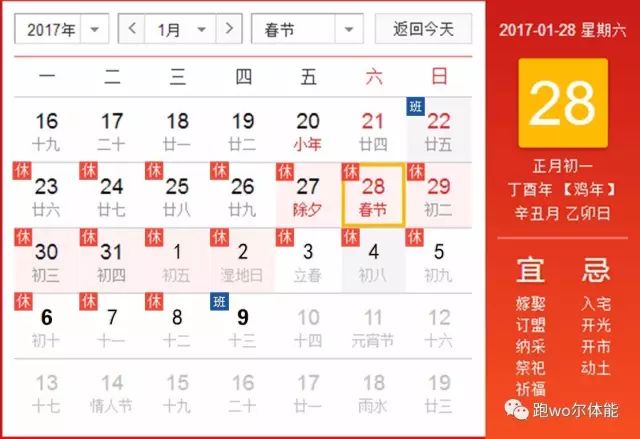 2017年 1月 春节 返回今天
一 二 三 四 五 六 日
班
16 17 18 19 20 21 22
十九 二十 廿一 廿二 小年 廿四 廿五
休 休 休 休 休 休 休
23 24 25 26 27 28 29
廿六 廿七 廿八 廿九 除夕 春节 初二
休 休 休 休 休 休 休
30 31 1 2 3 4 5
初三 初四 初五 湿地日 立春 初八 初九
休 休 休 班
6 7 8 9 10 11 12
初十 十一 十二 十三 十四 元宵节 十六
13 14 15 16 17 18 19
十七 情人节 十九 二十 廿一 雨水 廿三
2017-01-28 星期六
28
正月初一
丁酉年 【鸡年】
辛丑月 乙卯日
宜 忌
嫁娶 入宅
订盟 开光
纳采 开市
祭祀 动土
祈福
跑wo尔体能